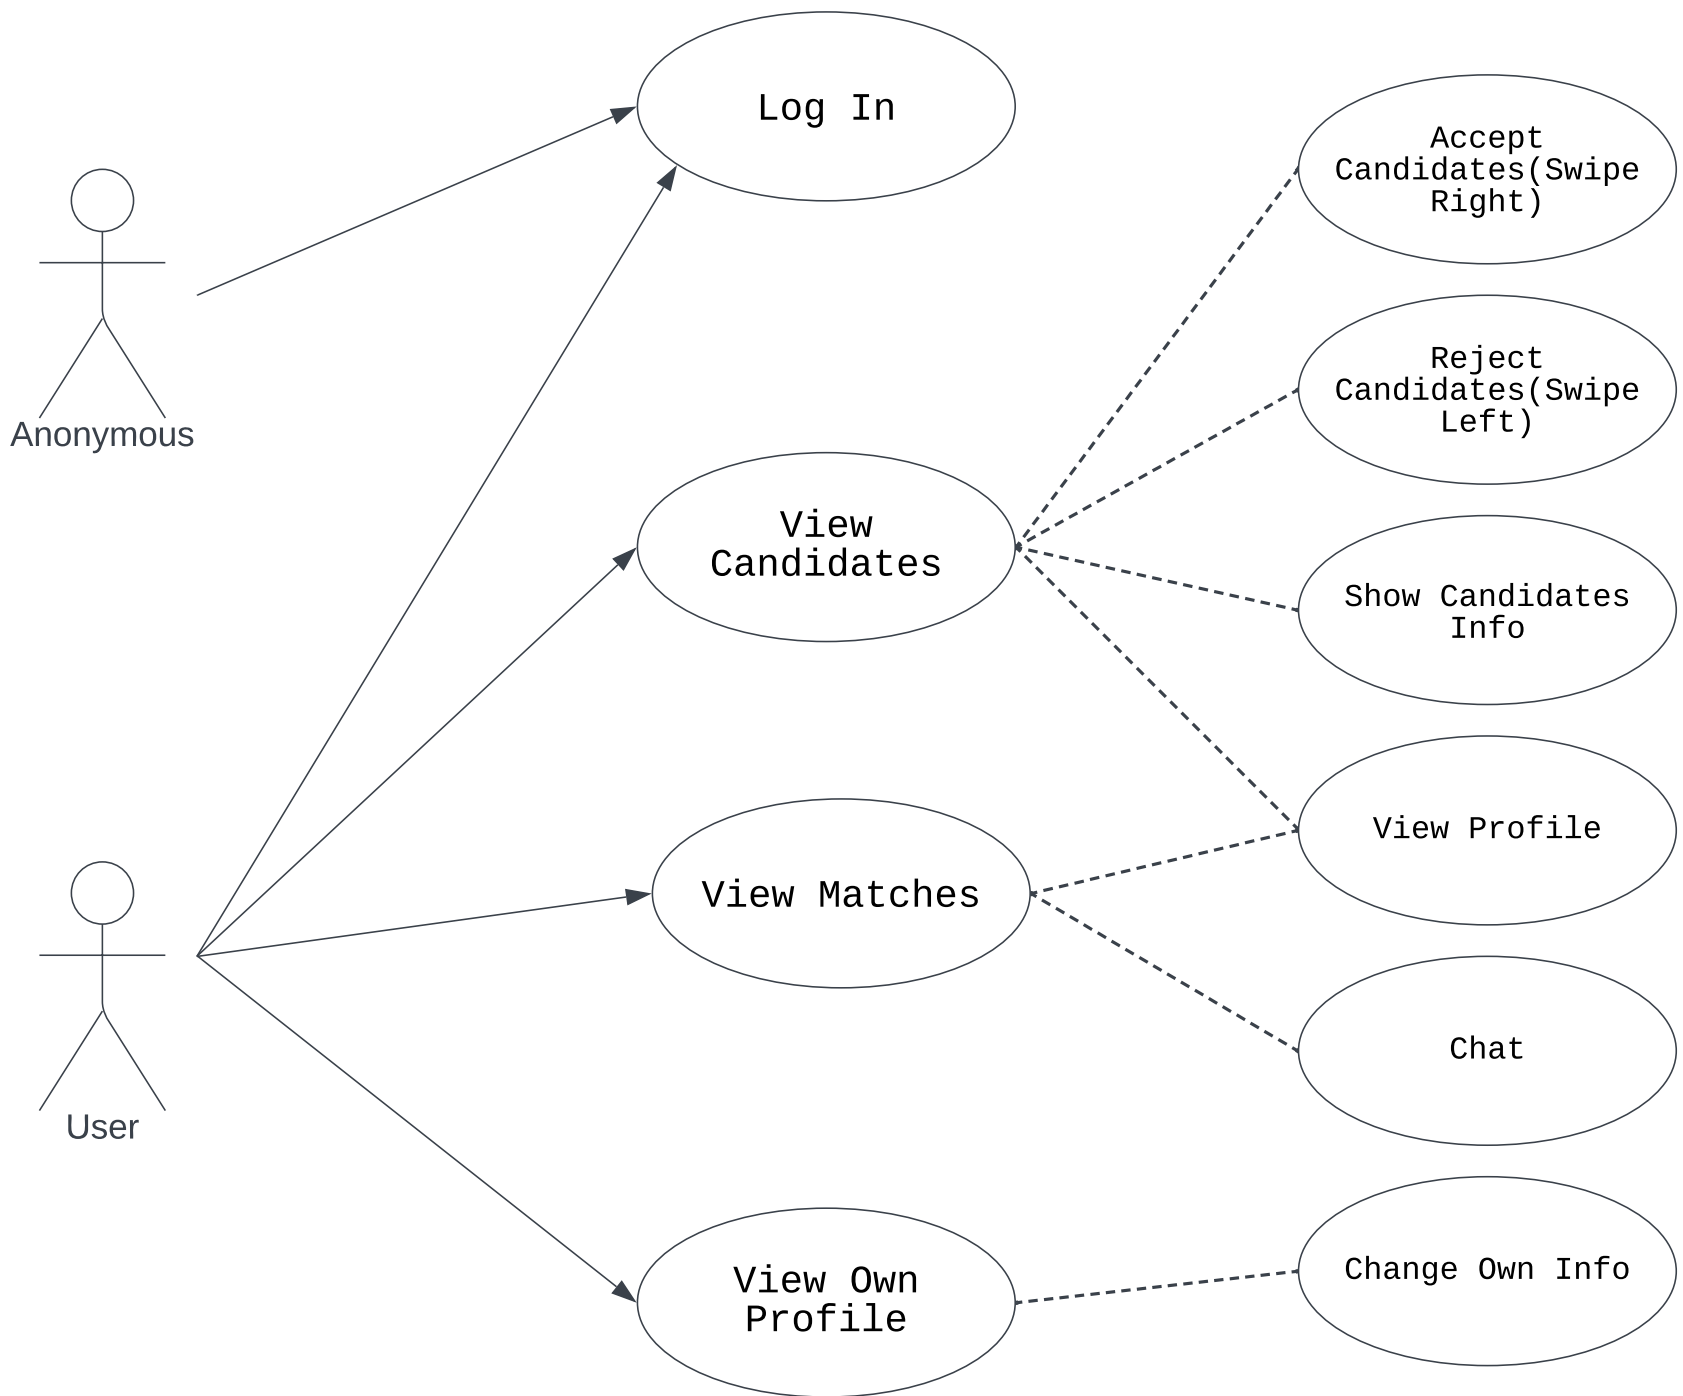 Log In
Accept
Candidates(Swipe
Right)
Anonymous
Reject
Candidates(Swipe
Left)
View
Candidates
Show Candidates
Info
View Profile
View Matches
Chat
User
View Own
Profile
Change Own Info